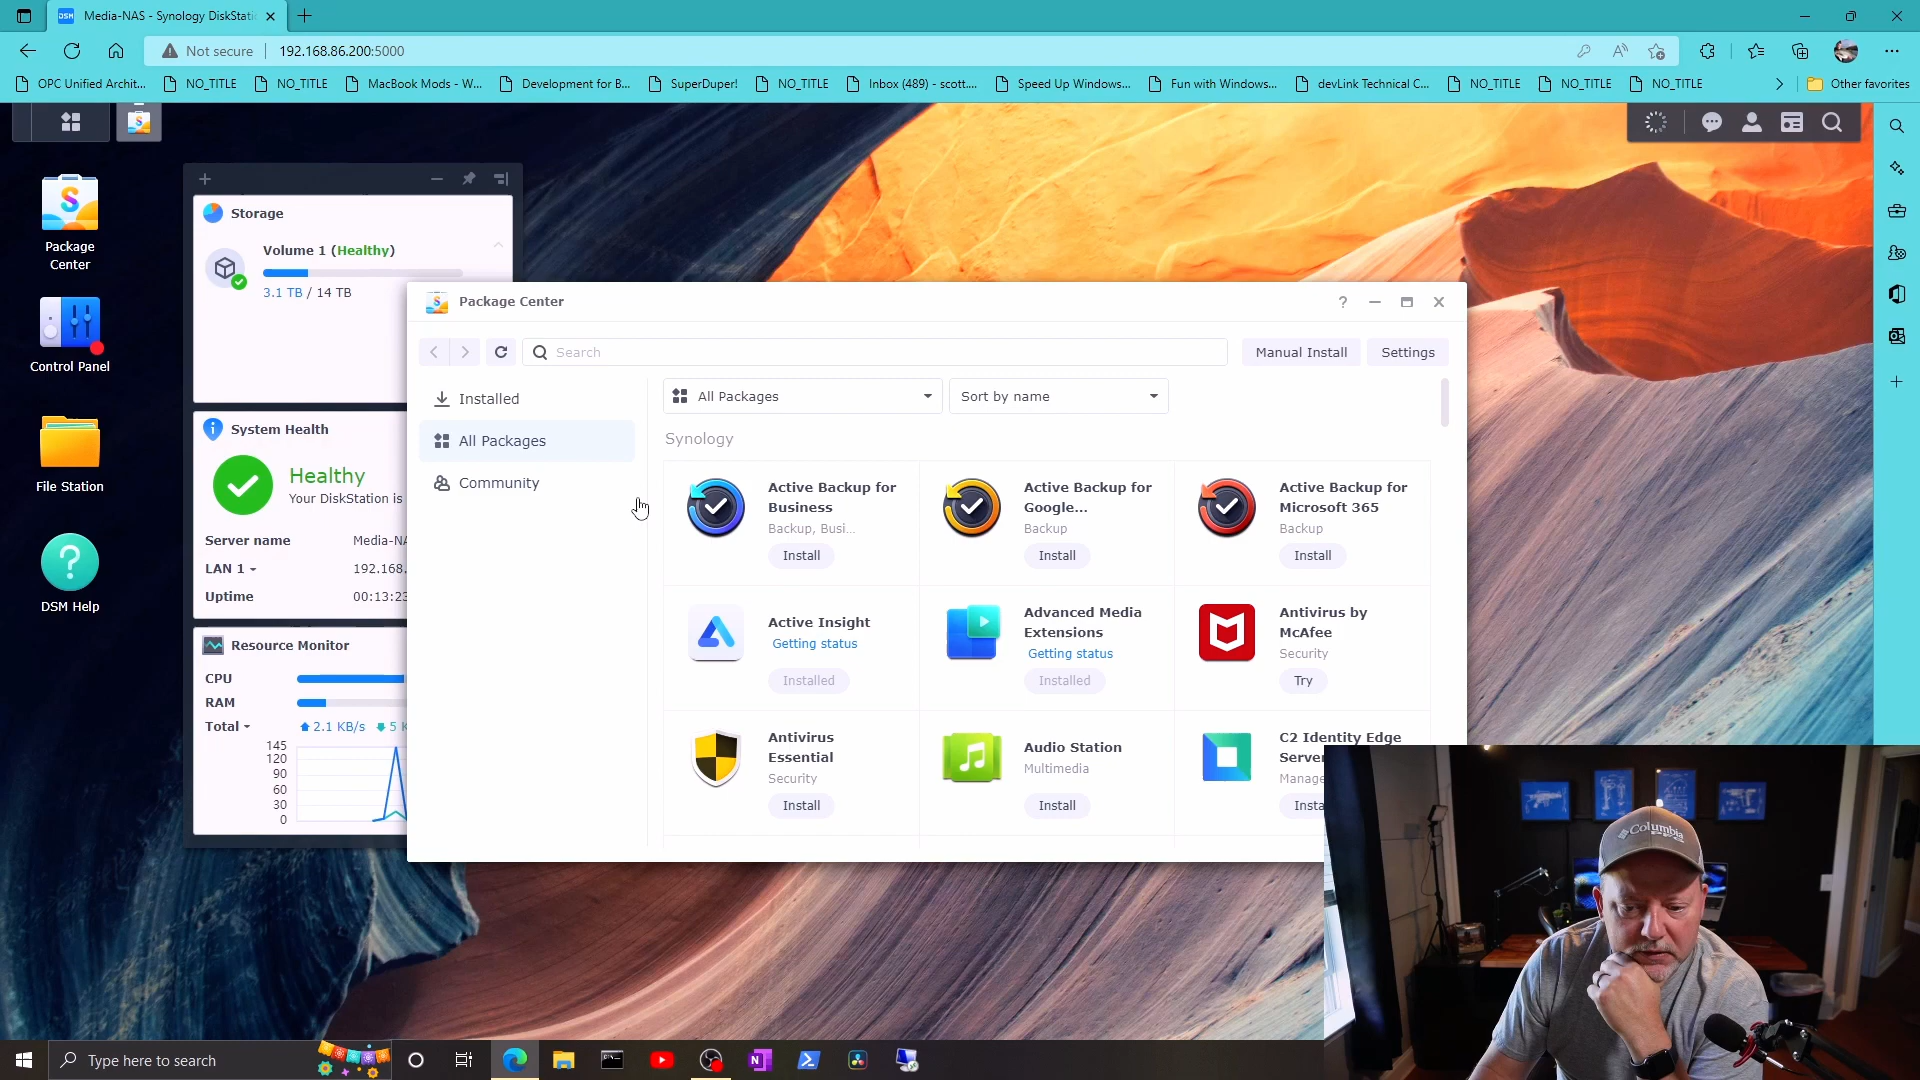 Media-NAS - Synology DiskStati
Not secure
192.168.86.200:5000
OPC Unified Archit...
NO_TITLE
NO_TITLE
MacBook Mods - W...
Development for B...
SuperDuper!
NO_TITLE
Inbox (489) - scott....
Speed Up Windows...
Fun with Windows...
devLink Technical C...
NO_TITLE
NO_TITLE
NO_TITLE
Other favorites
Package
Center
Control Panel
File Station
DSM Help
Storage
Volume 1 (Healthy)
3.1 TB / 14 TB
System Health
Healthy
Your DiskStation is
Server name
Media-NA
LAN 1
192.168.
Uptime
00:13:23
Resource Monitor
CPU
RAM
Total
2.1 KB/s
5 K
145
120
90
60
30
0
Package Center
Search
Manual Install
Settings
Installed
All Packages
Community
All Packages
Sort by name
Synology
Active Backup for
Business
Backup, Busi...
Install
Active Backup for
Google...
Backup
Install
Active Backup for
Microsoft 365
Backup
Install
Active Insight
Getting status
Installed
Advanced Media
Extensions
Getting status
Installed
Antivirus by
McAfee
Security
Try
Antivirus
Essential
Security
Install
Audio Station
Multimedia
Install
C2 Identity Edge
Server
Manage
Insta
Columbia
Type here to search